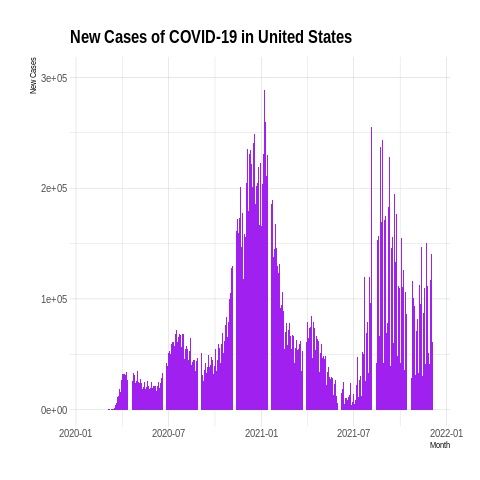 New Cases of COVID-19 in United States
New Cases
3e+05
2e+05
1e+05
0e+00
2020-01
2020-07
2021-01
2021-07
2022-01
Month